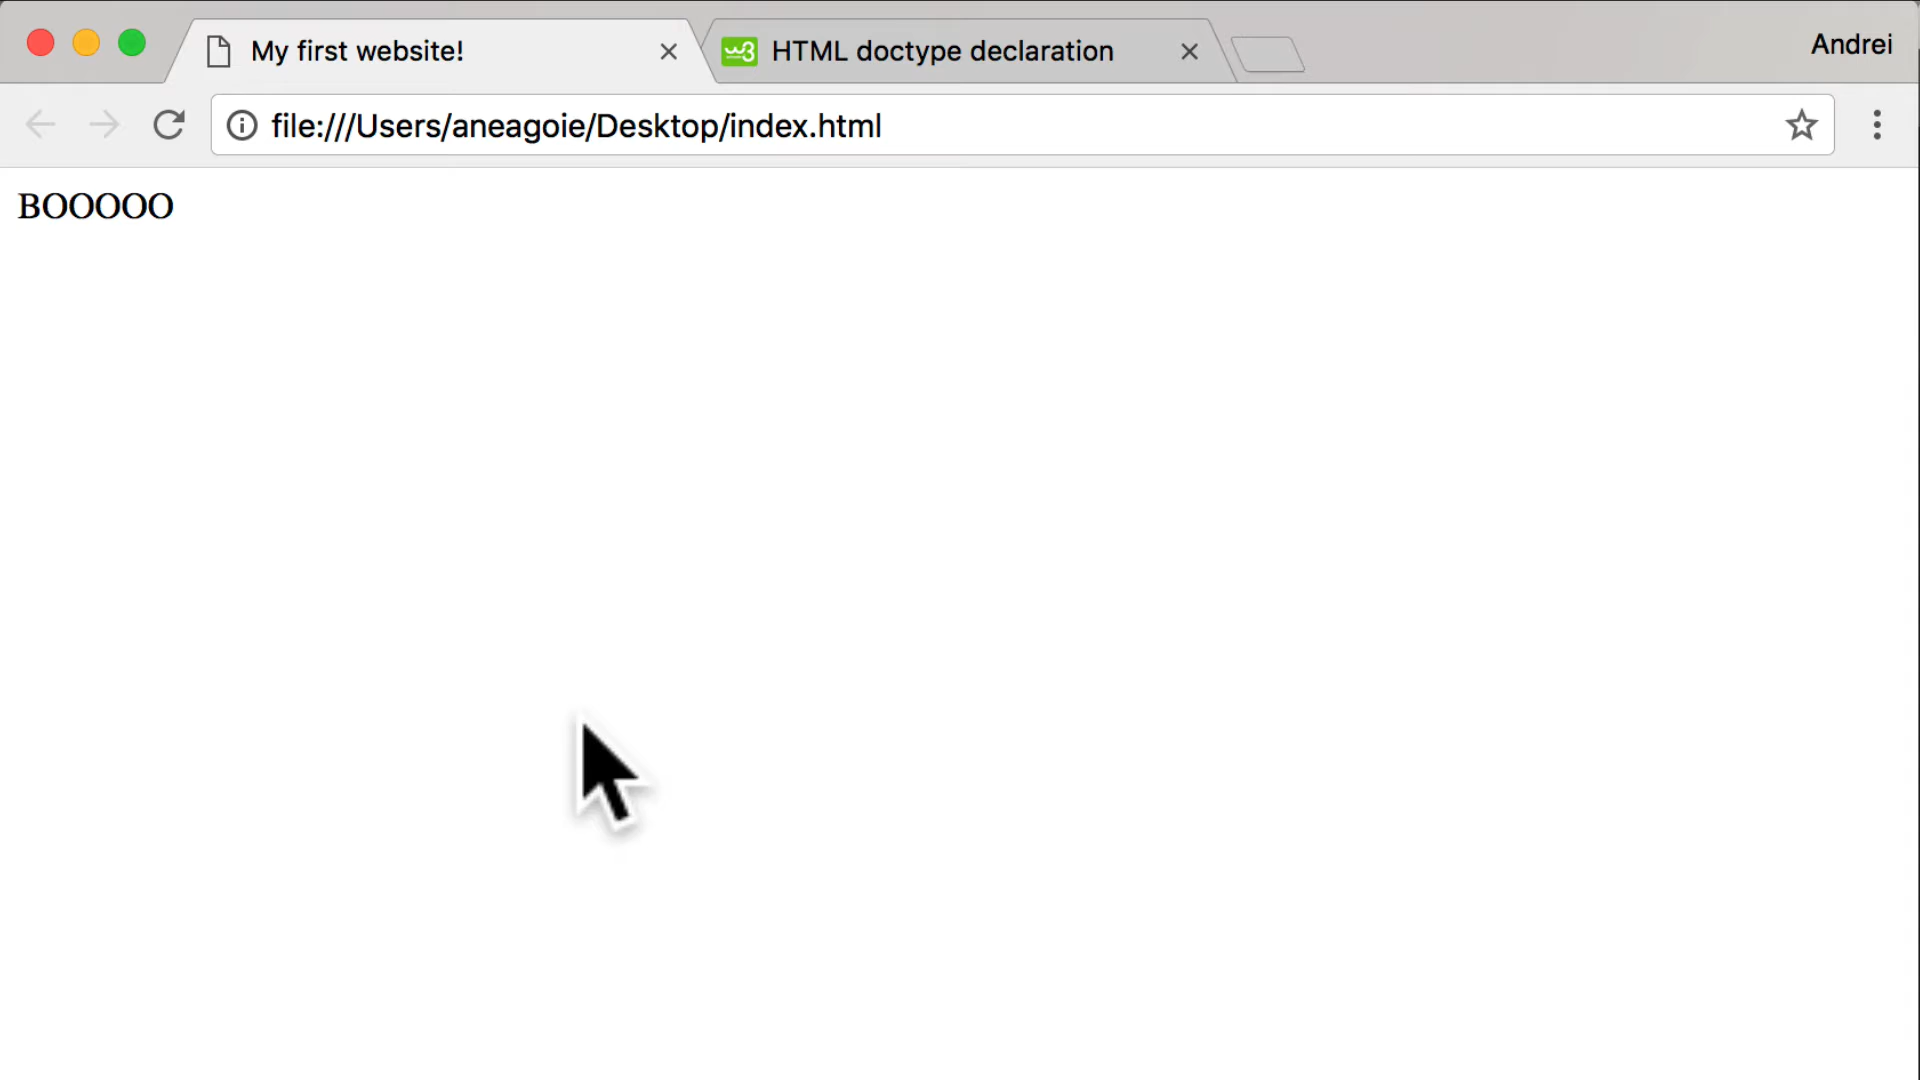 My first website!
HTML doctype declaration
Andrei
file:///Users/aneagoie/Desktop/index.html
BOOOOO